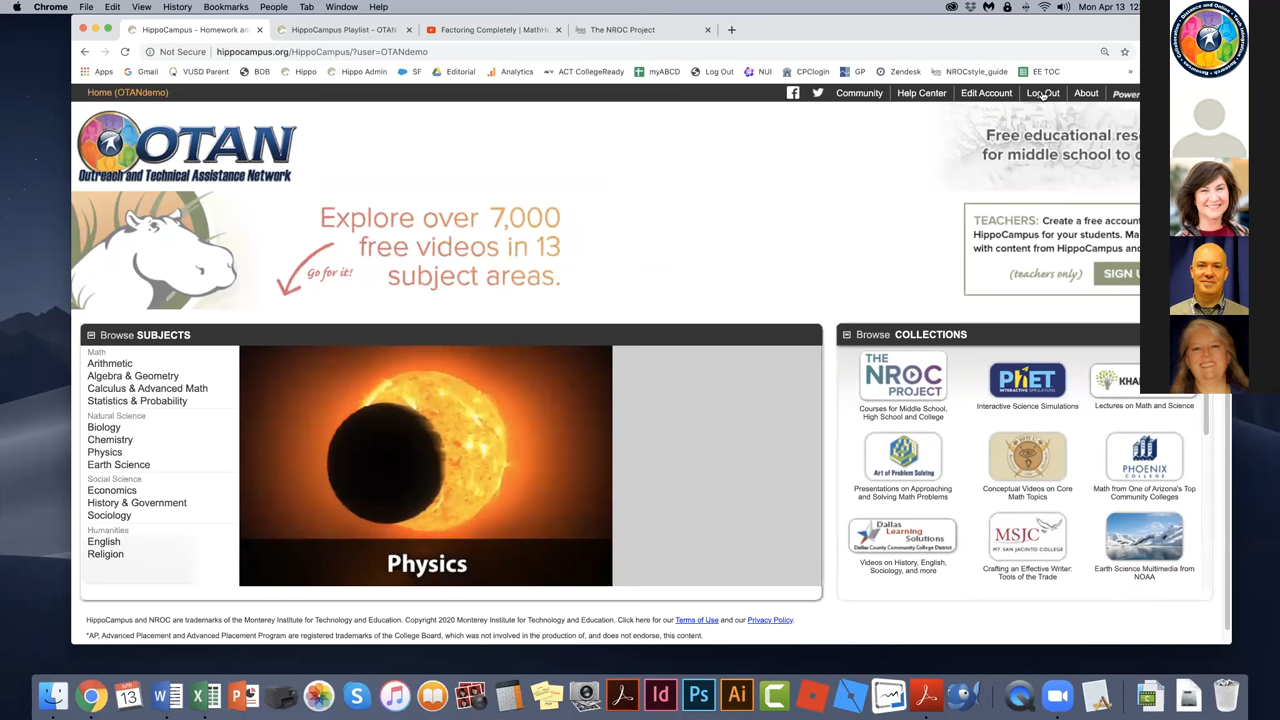 Chrome File Edit View History Bookmarks People Tab Window Help Mon Apr 13 12
HippoCampus - Homework an HippoCampus Playlist - OTAN Factoring Completely | MathH The NROC Project
Not Secure hippocampus.org/HippoCampus/?user=OTANdemo
Apps Gmail VUSD Parent BOB Hippo Hippo Admin SF Editorial Analytics ACT CollegeReady myABCD Log Out NUI CPClogin GP Zendesk NROCstyle_guide EE TOC »
Home (OTANdemo) Community Help Center Edit Account Log Out About Power
OTAN
Outreach and Technical Assistance Network
Free educational res
for middle school to c
Explore over 7,000
free videos in 13
subject areas.
Go for it!
TEACHERS: Create a free account
HippoCampus for your students. Ma
with content from HippoCampus and
(teachers only) SIGN U
Browse SUBJECTS
Math
Arithmetic
Algebra & Geometry
Calculus & Advanced Math
Statistics & Probability
Natural Science
Biology
Chemistry
Physics
Earth Science
Social Science
Economics
History & Government
Sociology
Humanities
English
Religion
Physics
Browse COLLECTIONS
THE NROC PROJECT
Courses for Middle School,
High School and College
PhET
INTERACTIVE SIMULATIONS
Interactive Science Simulations
KHA
Lectures on Math and Science
Art of Problem Solving
Presentations on Approaching
and Solving Math Problems
Conceptual Videos on Core
Math Topics
PHOENIX
COLLEGE
Math from One of Arizona's Top
Community Colleges
Dallas
Learning
Solutions
Dallas County Community College District
Videos on History, English,
Sociology, and more
MSJC
MT. SAN JACINTO COLLEGE
Crafting an Effective Writer:
Tools of the Trade
Earth Science Multimedia from
NOAA
HippoCampus and NROC are trademarks of the Monterey Institute for Technology and Education. Copyright 2020 Monterey Institute for Technology and Education. Click here for our Terms of Use and our Privacy Policy.
*AP, Advanced Placement and Advanced Placement Program are registered trademarks of the College Board, which was not involved in the production of, and does not endorse, this content.